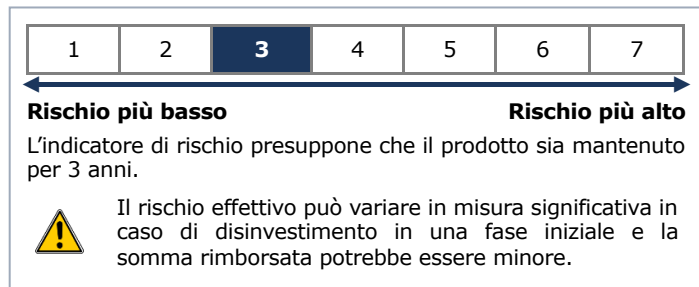 1 2 3 4 5 6 7
Rischio più basso Rischio più alto
L'indicatore di rischio presuppone che il prodotto sia mantenuto
per 3 anni.
Il rischio effettivo può variare in misura significativa in
caso di disinvestimento in una fase iniziale e la
somma rimborsata potrebbe essere minore.